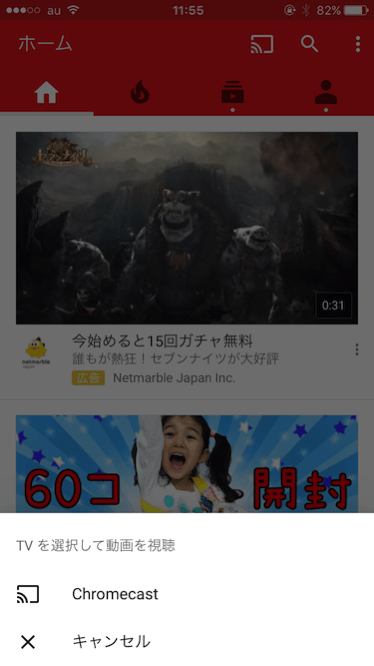 au 11:55 82%
ホーム
0:31
今始めると15回ガチャ無料
誰もが熱狂！セブンナイツが大好評
netmarble
広告 Netmarble Japan Inc.
60コ 開封
TV を選択して動画を視聴
Chromecast
キャンセル